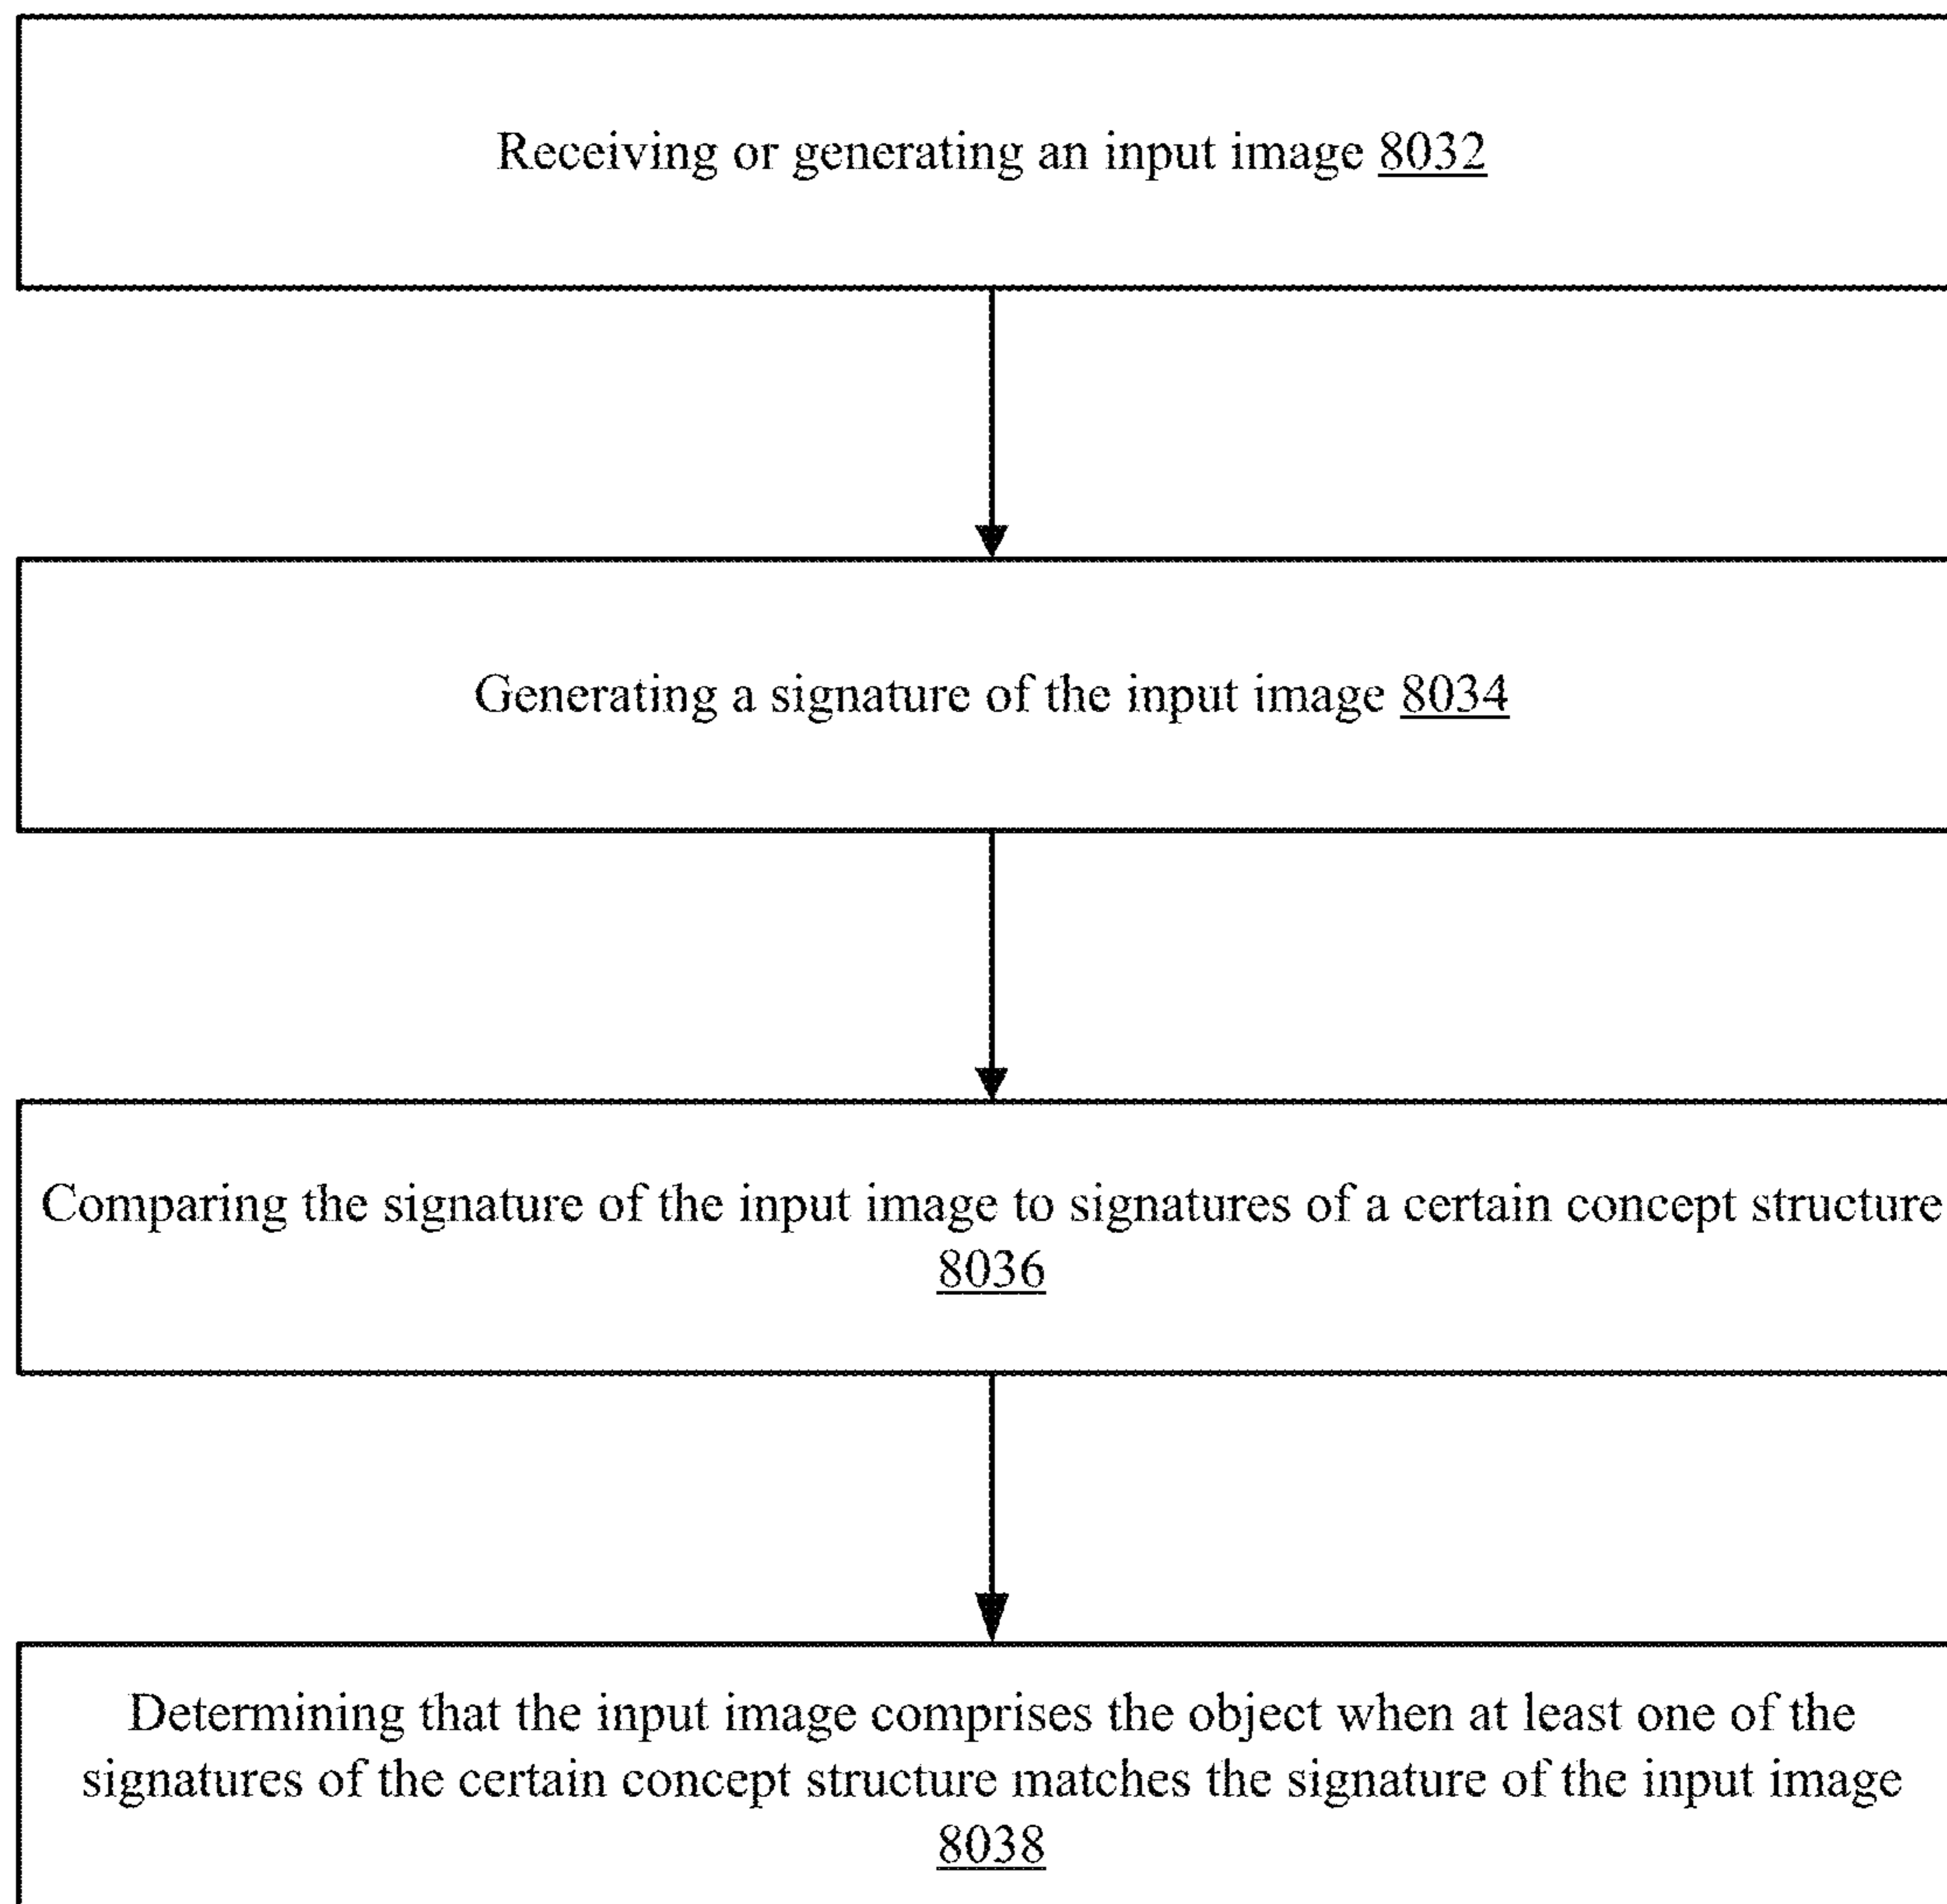 Receiving or generating an input image 8032
Generating a signature of the input image 8034
Comparing the signature of the input image to signatures of a certain concept structure
8036
Determining that the input image comprises the object when at least one of the
signatures of the certain concept structure matches the signature of the input image
8038